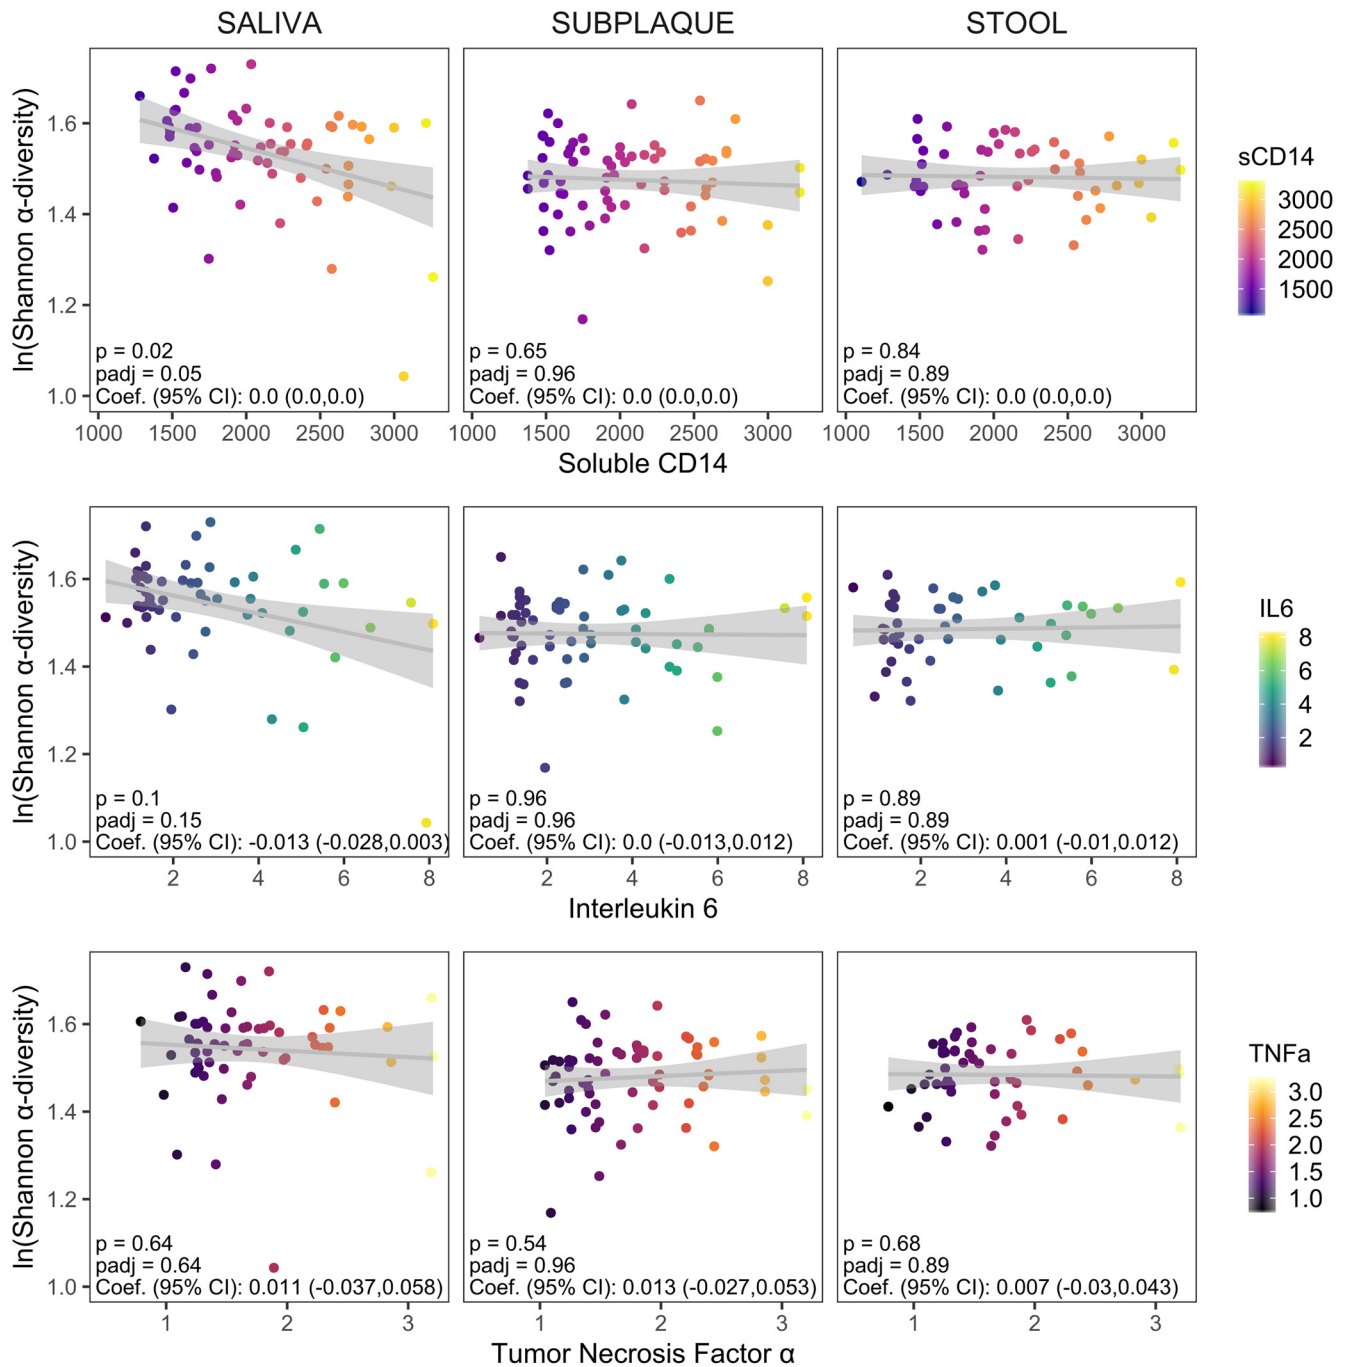 SALIVA SUBPLAQUE STOOL
ln(Shannon α-diversity)
1.6
1.4
1.2
1.0
p = 0.02
padj = 0.05
Coef. (95% CI): 0.0 (0.0,0.0)
p = 0.65
padj = 0.96
Coef. (95% CI): 0.0 (0.0,0.0)
p = 0.84
padj = 0.89
Coef. (95% CI): 0.0 (0.0,0.0)
1000 1500 2000 2500 3000 1000 1500 2000 2500 3000 1000 1500 2000 2500 3000
Soluble CD14
sCD14
3000
2500
2000
1500
ln(Shannon α-diversity)
1.6
1.4
1.2
1.0
p = 0.1
padj = 0.15
Coef. (95% CI): -0.013 (-0.028,0.003)
p = 0.96
padj = 0.96
Coef. (95% CI): 0.0 (-0.013,0.012)
p = 0.89
padj = 0.89
Coef. (95% CI): 0.001 (-0.01,0.012)
2 4 6 8 2 4 6 8 2 4 6 8
Interleukin 6
IL6
8
6
4
2
ln(Shannon α-diversity)
1.6
1.4
1.2
1.0
p = 0.64
padj = 0.64
Coef. (95% CI): 0.011 (-0.037,0.058)
p = 0.54
padj = 0.96
Coef. (95% CI): 0.013 (-0.027,0.053)
p = 0.68
padj = 0.89
Coef. (95% CI): 0.007 (-0.03,0.043)
1 2 3 1 2 3 1 2 3
Tumor Necrosis Factor α
TNFa
3.0
2.5
2.0
1.5
1.0